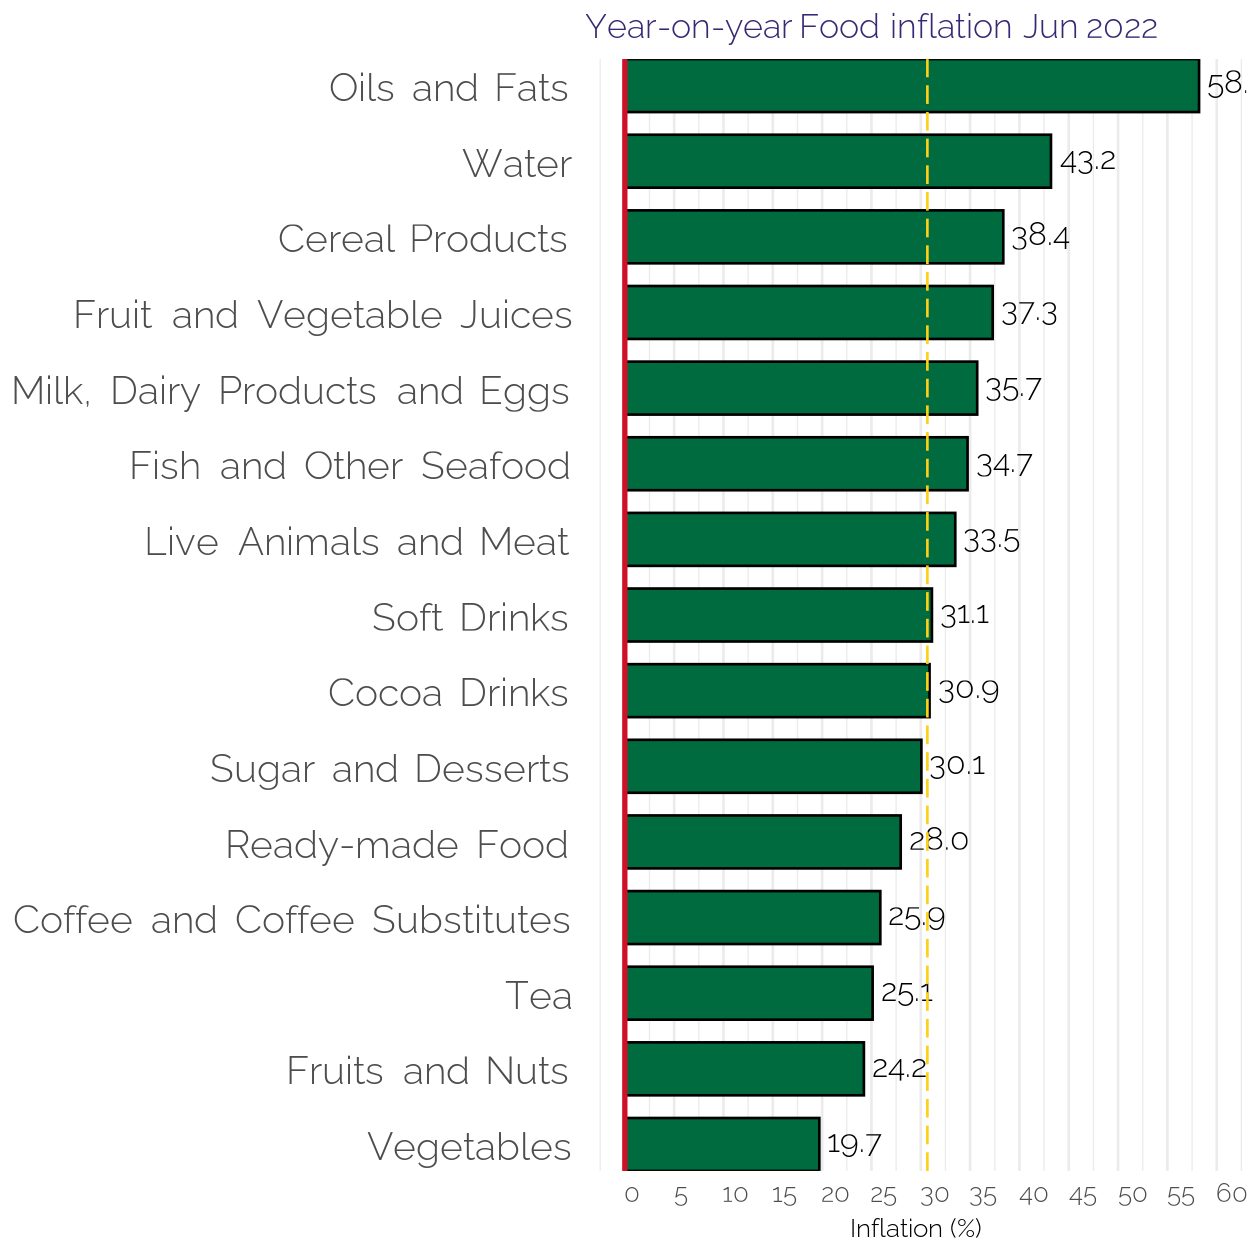 Year-on-year Food inflation Jun 2022
Oils and Fats 58.
Water 43.2
Cereal Products 38.4
Fruit and Vegetable Juices 37.3
Milk, Dairy Products and Eggs 35.7
Fish and Other Seafood 34.7
Live Animals and Meat 33.5
Soft Drinks 31.1
Cocoa Drinks 30.9
Sugar and Desserts 30.1
Ready-made Food 28.0
Coffee and Coffee Substitutes 25.9
Tea 25.1
Fruits and Nuts 24.2
Vegetables 19.7
0 5 10 15 20 25 30 35 40 45 50 55 60
Inflation (%)